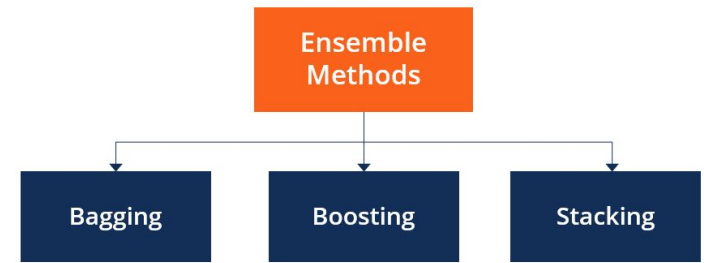 Ensemble
Methods
Bagging
Boosting
Stacking